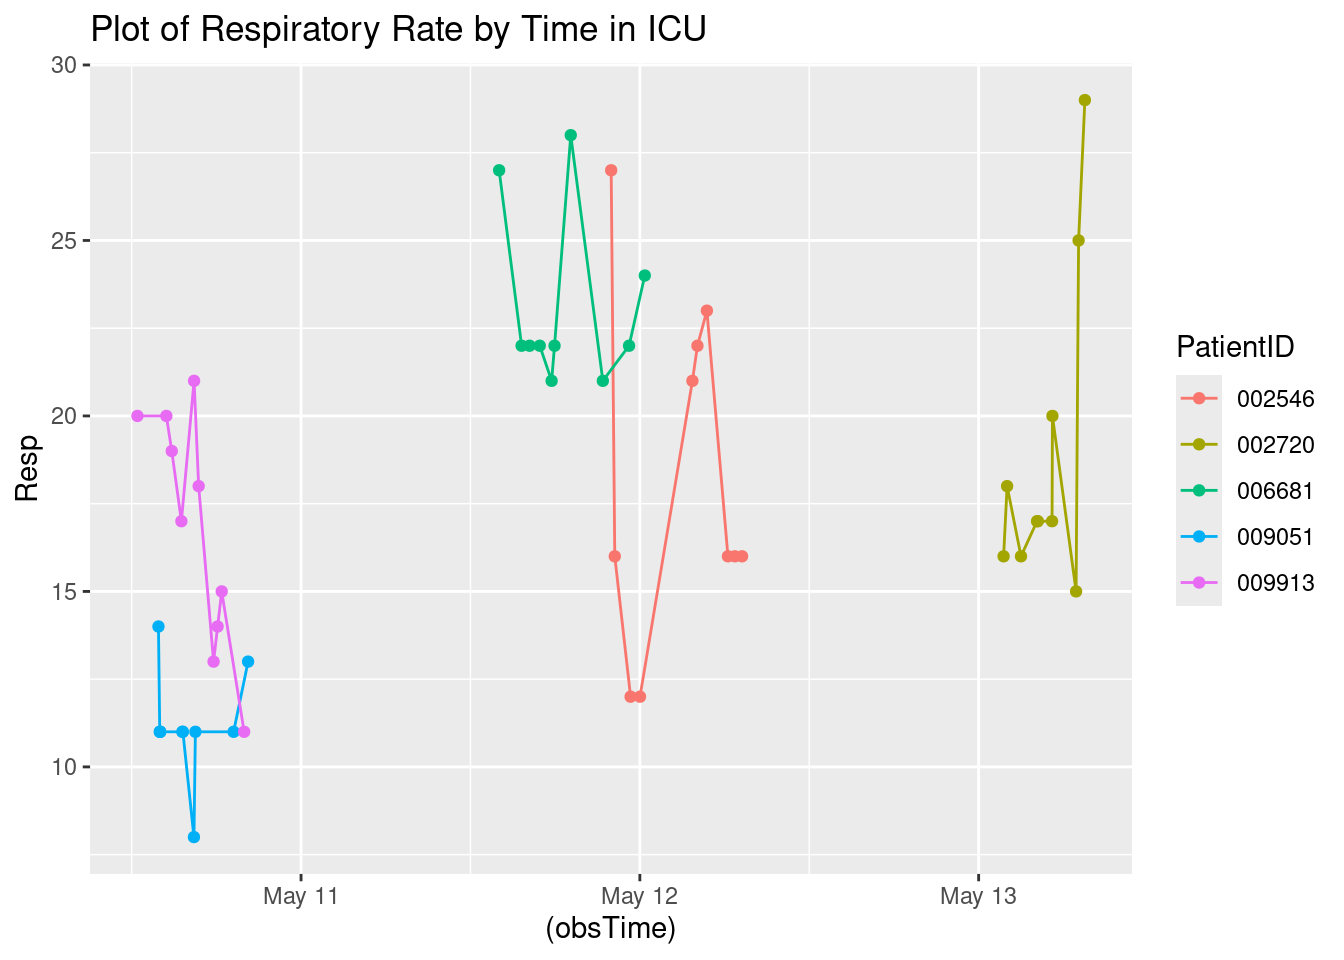 Plot of Respiratory Rate by Time in ICU
30
25
20
15
10
Resp
May 11
May 12
May 13
(obsTime)
PatientID
002546
002720
006681
009051
009913